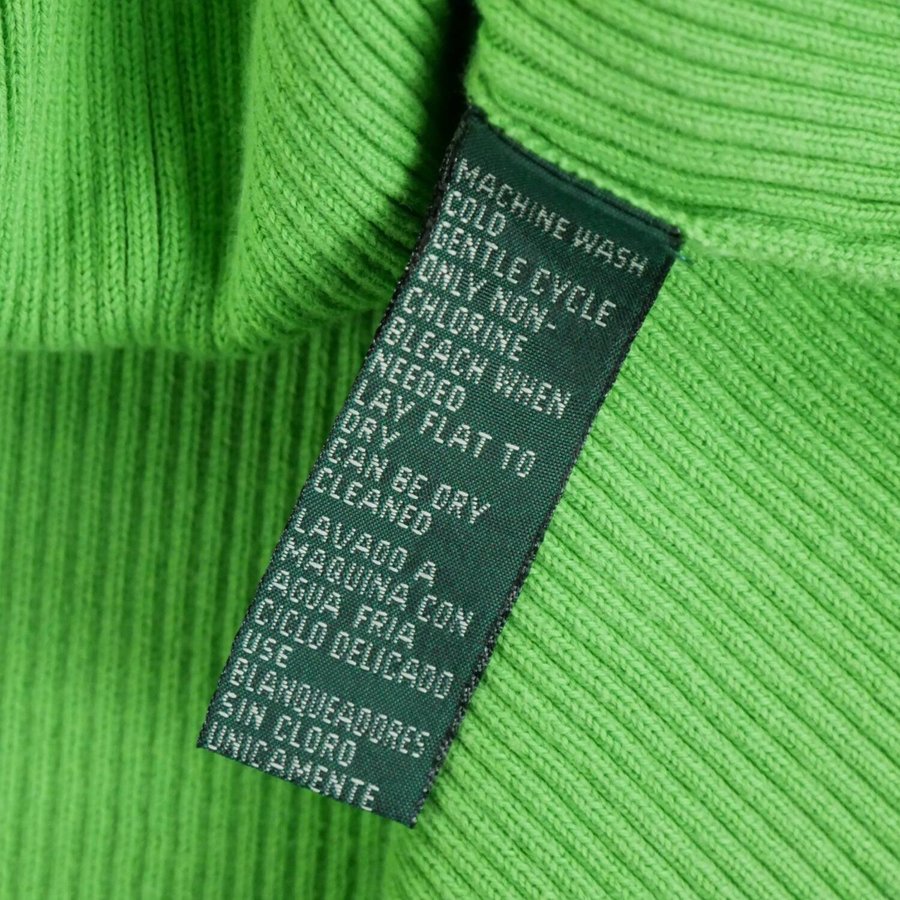 MACHINE WASH
COLD
GENTLE CYCLE
ONLY NON-
CHLORINE
BLEACH WHEN
NEEDED
LAY FLAT TO
DRY
CAN BE DRY
CLEANED
LAVADO A
MAQUINA CON
AGUA FRIA
CICLO DELICADO
USE
BLANQUEADORES
SIN CLORO
UNICAMENTE